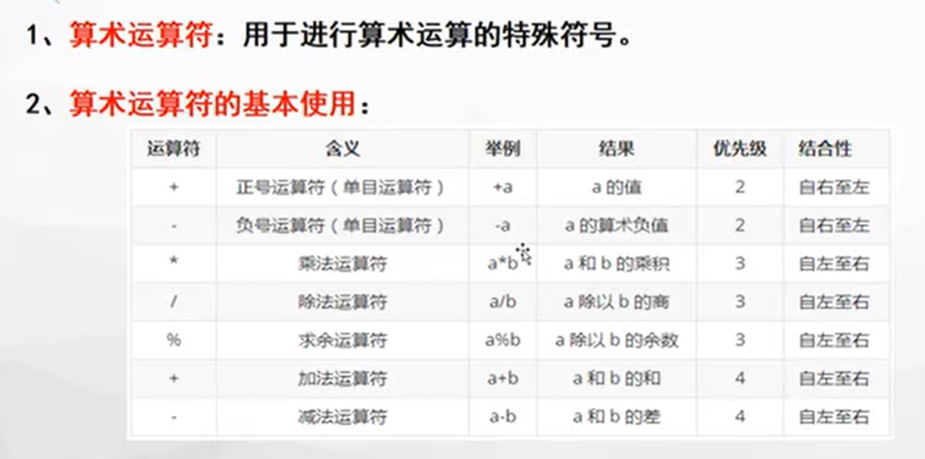 1、算术运算符：用于进行算术运算的特殊符号。
2、算术运算符的基本使用：
运算符 含义 举例 结果 优先级 结合性
+ 正号运算符（单目运算符） +a a 的值 2 自右至左
- 负号运算符（单目运算符） -a a 的算术负值 2 自右至左
* 乘法运算符 a*b a 和 b 的乘积 3 自左至右
/ 除法运算符 a/b a 除以 b 的商 3 自左至右
% 求余运算符 a%b a 除以 b 的余数 3 自左至右
+ 加法运算符 a+b a 和 b 的和 4 自左至右
- 减法运算符 a-b a 和 b 的差 4 自左至右